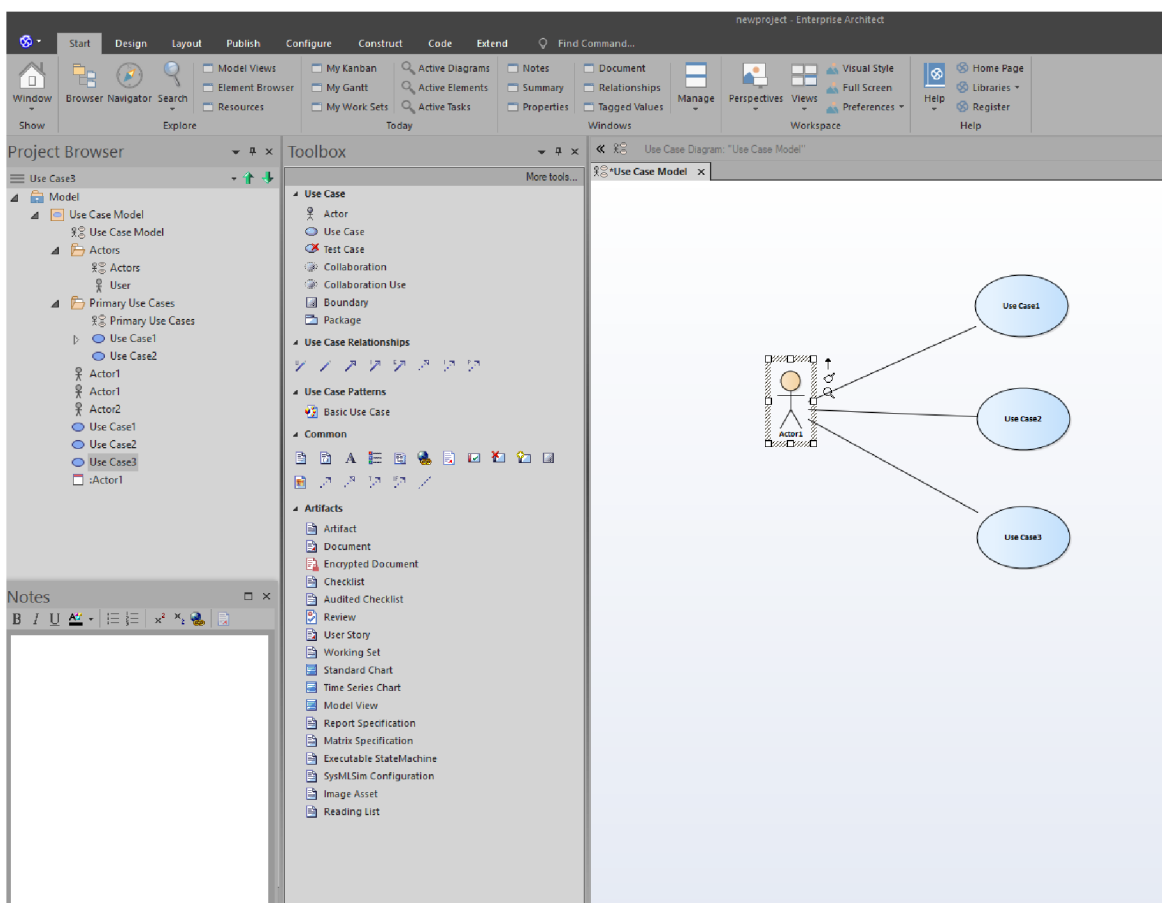 newproject - Enterprise Architect
Start Design Layout Publish Configure Construct Code Extend Find Command...
Model Views My Kanban Active Diagrams Notes Document Visual Style Home Page
Element Browser My Gantt Active Elements Summary Relationships Full Screen Libraries
Window Browser Navigator Search Resources My Work Sets Active Tasks Properties Tagged Values Manage Perspectives Views Preferences Help Register
Show Explore Today Windows Workspace Help
Project Browser
Use Case3
Model
Use Case Model
Use Case Model
Actors
Actors
User
Primary Use Cases
Primary Use Cases
Use Case1
Use Case2
Actor1
Actor1
Actor2
Use Case1
Use Case2
Use Case3
:Actor1
Notes
B I U
Toolbox
More tools...
Use Case
Actor
Use Case
Test Case
Collaboration
Collaboration Use
Boundary
Package
Use Case Relationships
Use Case Patterns
Basic Use Case
Common
A
Artifacts
Artifact
Document
Encrypted Document
Checklist
Audited Checklist
Review
User Story
Working Set
Standard Chart
Time Series Chart
Model View
Report Specification
Matrix Specification
Executable StateMachine
SysMLSim Configuration
Image Asset
Reading List
Use Case Diagram: "Use Case Model"
*Use Case Model
Use Case1
Actor1
Use Case2
Use Case3